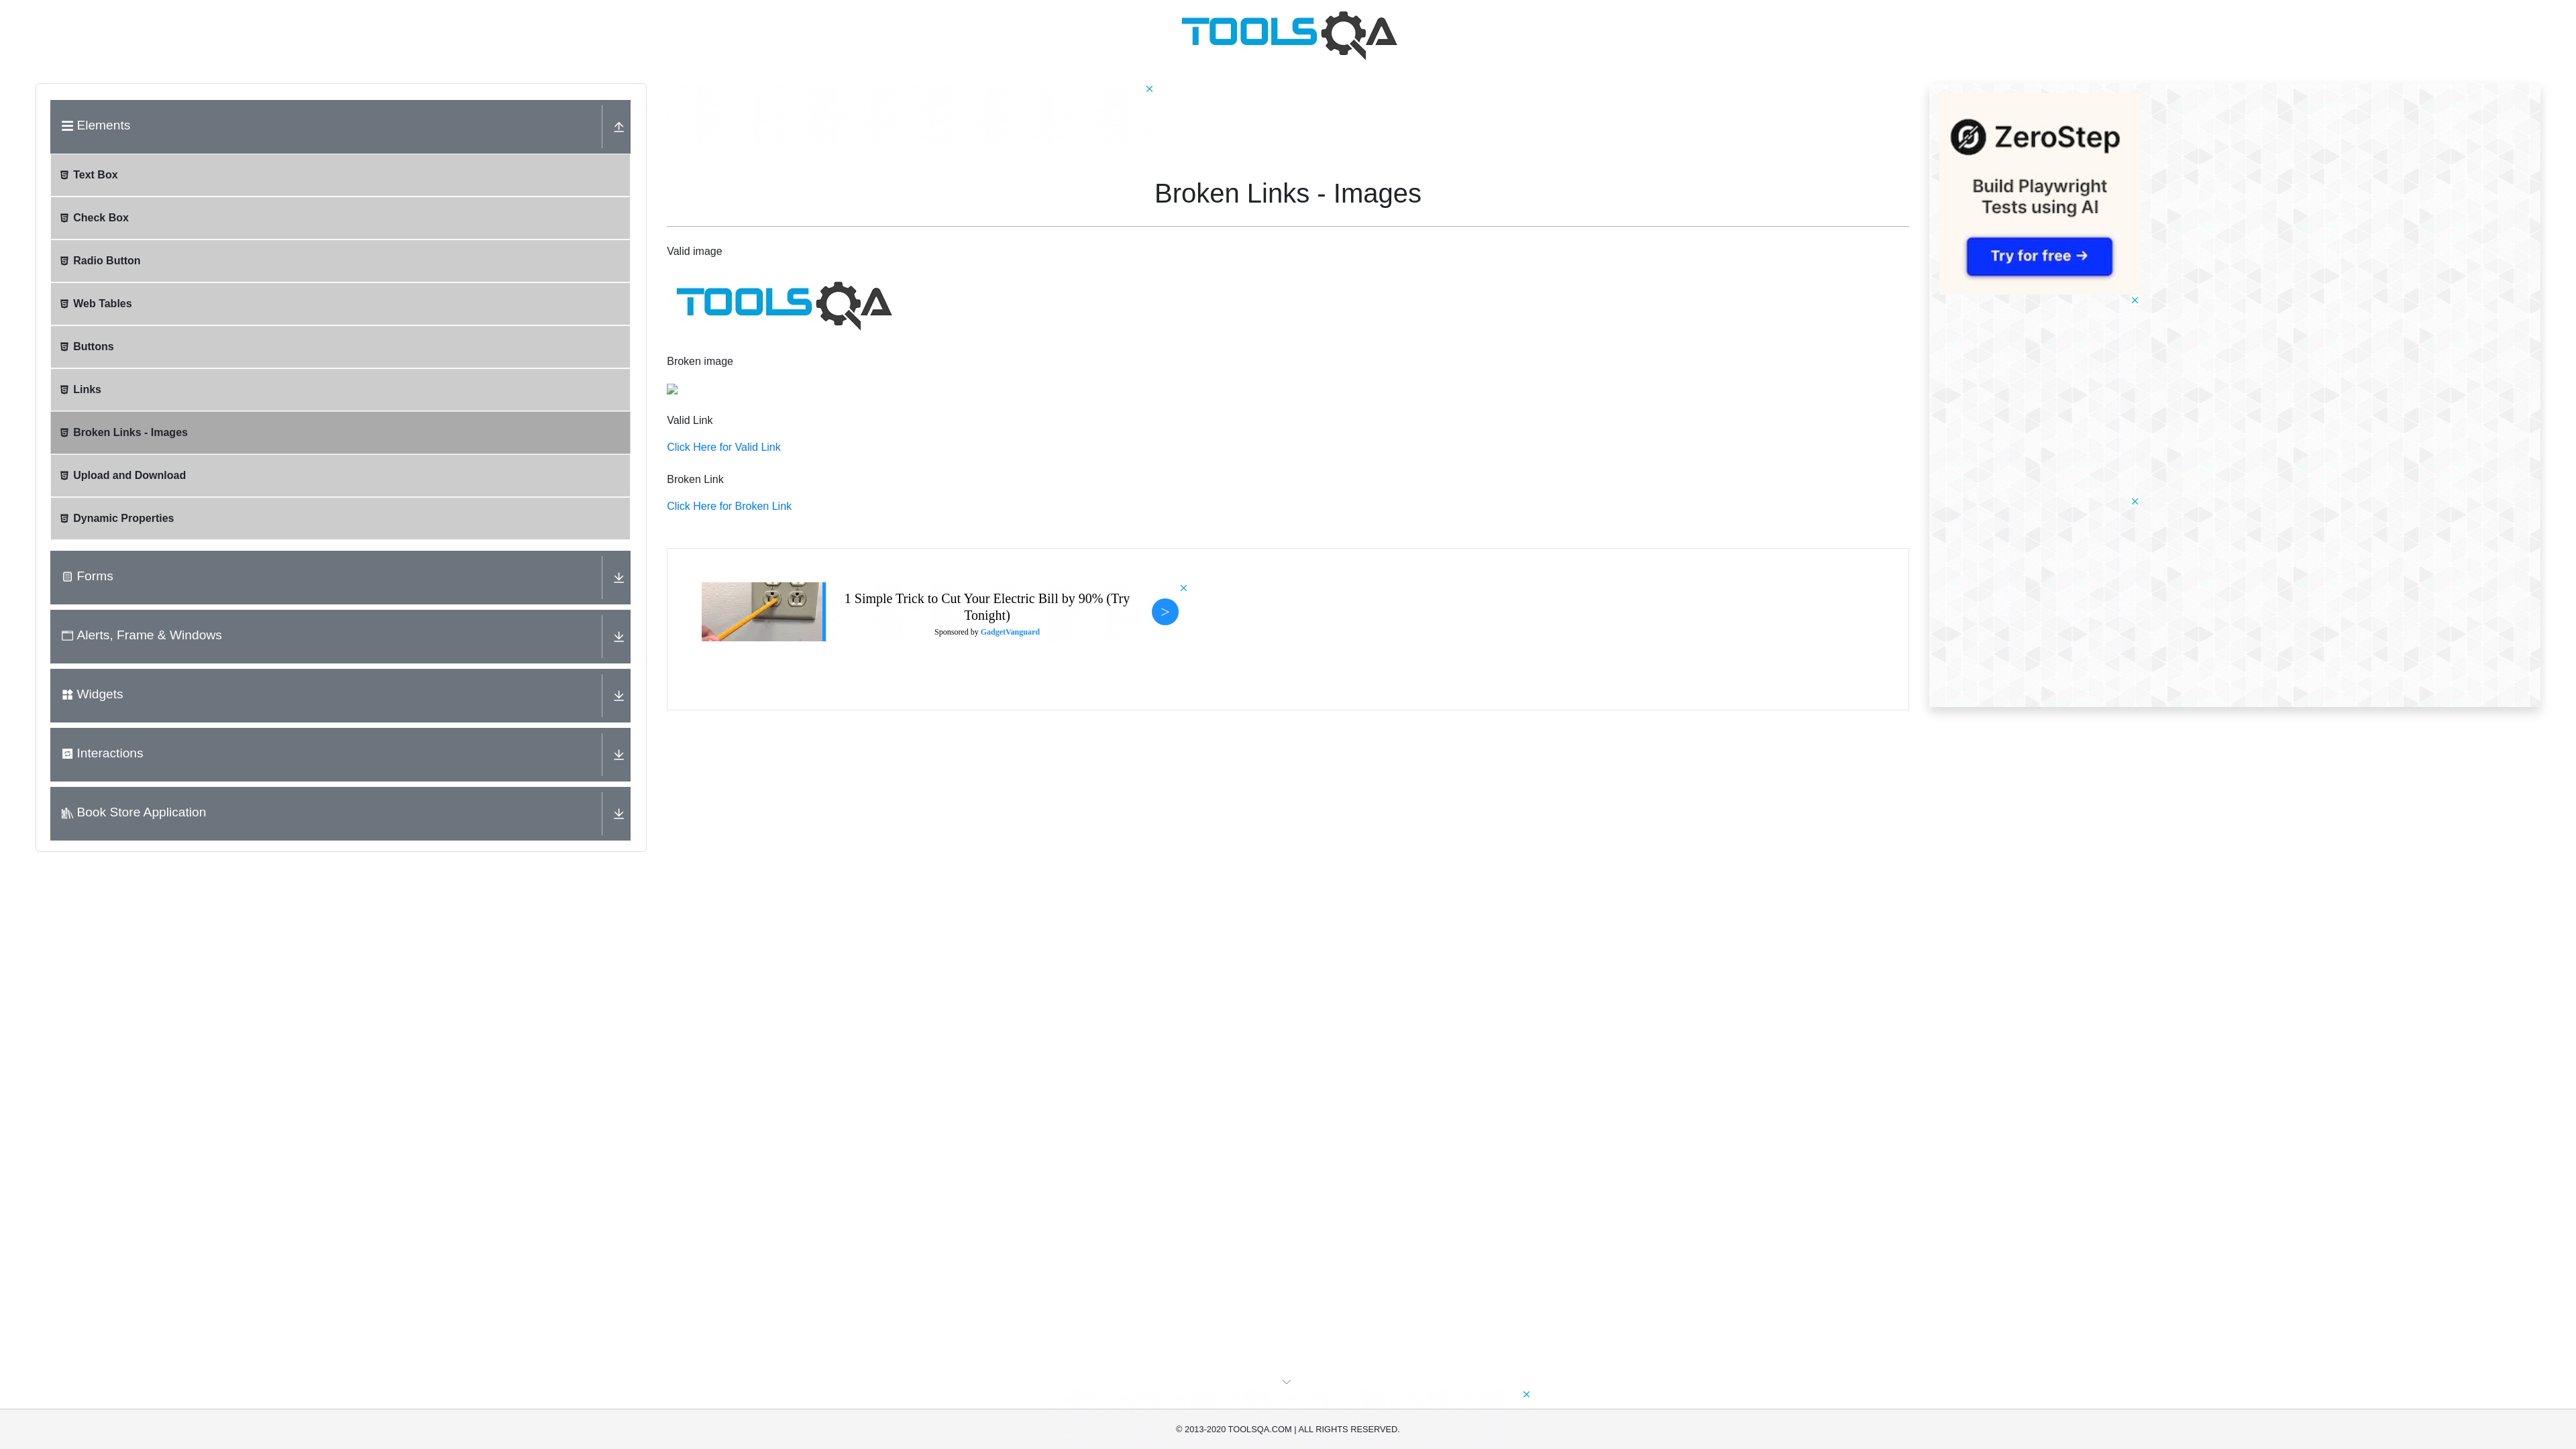 TOOLSQA
Elements
Text Box
Check Box
Radio Button
Web Tables
Buttons
Links
Broken Links - Images
Upload and Download
Dynamic Properties
Forms
Alerts, Frame & Windows
Widgets
Interactions
Book Store Application
Broken Links - Images
Valid image
TOOLSQA
Broken image
Valid Link
Click Here for Valid Link
Broken Link
Click Here for Broken Link
1 Simple Trick to Cut Your Electric Bill by 90% (Try
Tonight)
Sponsored by GadgetVanguard
>
ZeroStep
Build Playwright
Tests using AI
Try for free →
© 2013-2020 TOOLSQA.COM | ALL RIGHTS RESERVED.